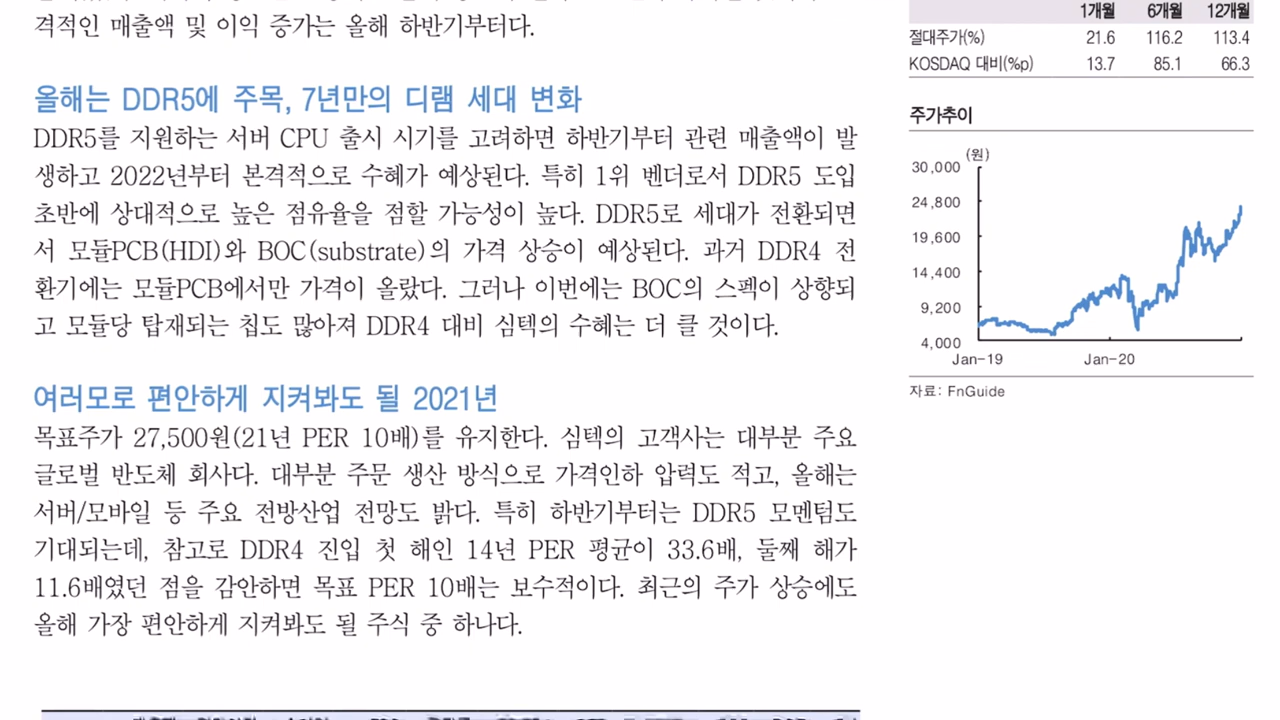 격적인 매출액 및 이익 증가는 올해 하반기부터다.
올해는 DDR5에 주목, 7년만의 디램 세대 변화
DDR5를 지원하는 서버 CPU 출시 시기를 고려하면 하반기부터 관련 매출액이 발
생하고 2022년부터 본격적으로 수혜가 예상된다. 특히 1위 벤더로서 DDR5 도입
초반에 상대적으로 높은 점유율을 점할 가능성이 높다. DDR5로 세대가 전환되면
서 모듈PCB(HDI)와 BOC(substrate)의 가격 상승이 예상된다. 과거 DDR4 전
환기에는 모듈PCB에서만 가격이 올랐다. 그러나 이번에는 BOC의 스펙이 상향되
고 모듈당 탑재되는 칩도 많아져 DDR4 대비 심텍의 수혜는 더 클 것이다.
여러모로 편안하게 지켜봐도 될 2021년
목표주가 27,500원(21년 PER 10배)를 유지한다. 심텍의 고객사는 대부분 주요
글로벌 반도체 회사다. 대부분 주문 생산 방식으로 가격인하 압력도 적고, 올해는
서버/모바일 등 주요 전방산업 전망도 밝다. 특히 하반기부터는 DDR5 모멘텀도
기대되는데, 참고로 DDR4 진입 첫 해인 14년 PER 평균이 33.6배, 둘째 해가
11.6배였던 점을 감안하면 목표 PER 10배는 보수적이다. 최근의 주가 상승에도
올해 가장 편안하게 지켜봐도 될 주식 중 하나다.
1개월 6개월 12개월
절대주가(%) 21.6 116.2 113.4
KOSDAQ 대비(%p) 13.7 85.1 66.3
주가추이
(원)
30,000
24,800
19,600
14,400
9,200
4,000
Jan-19 Jan-20
자료: FnGuide